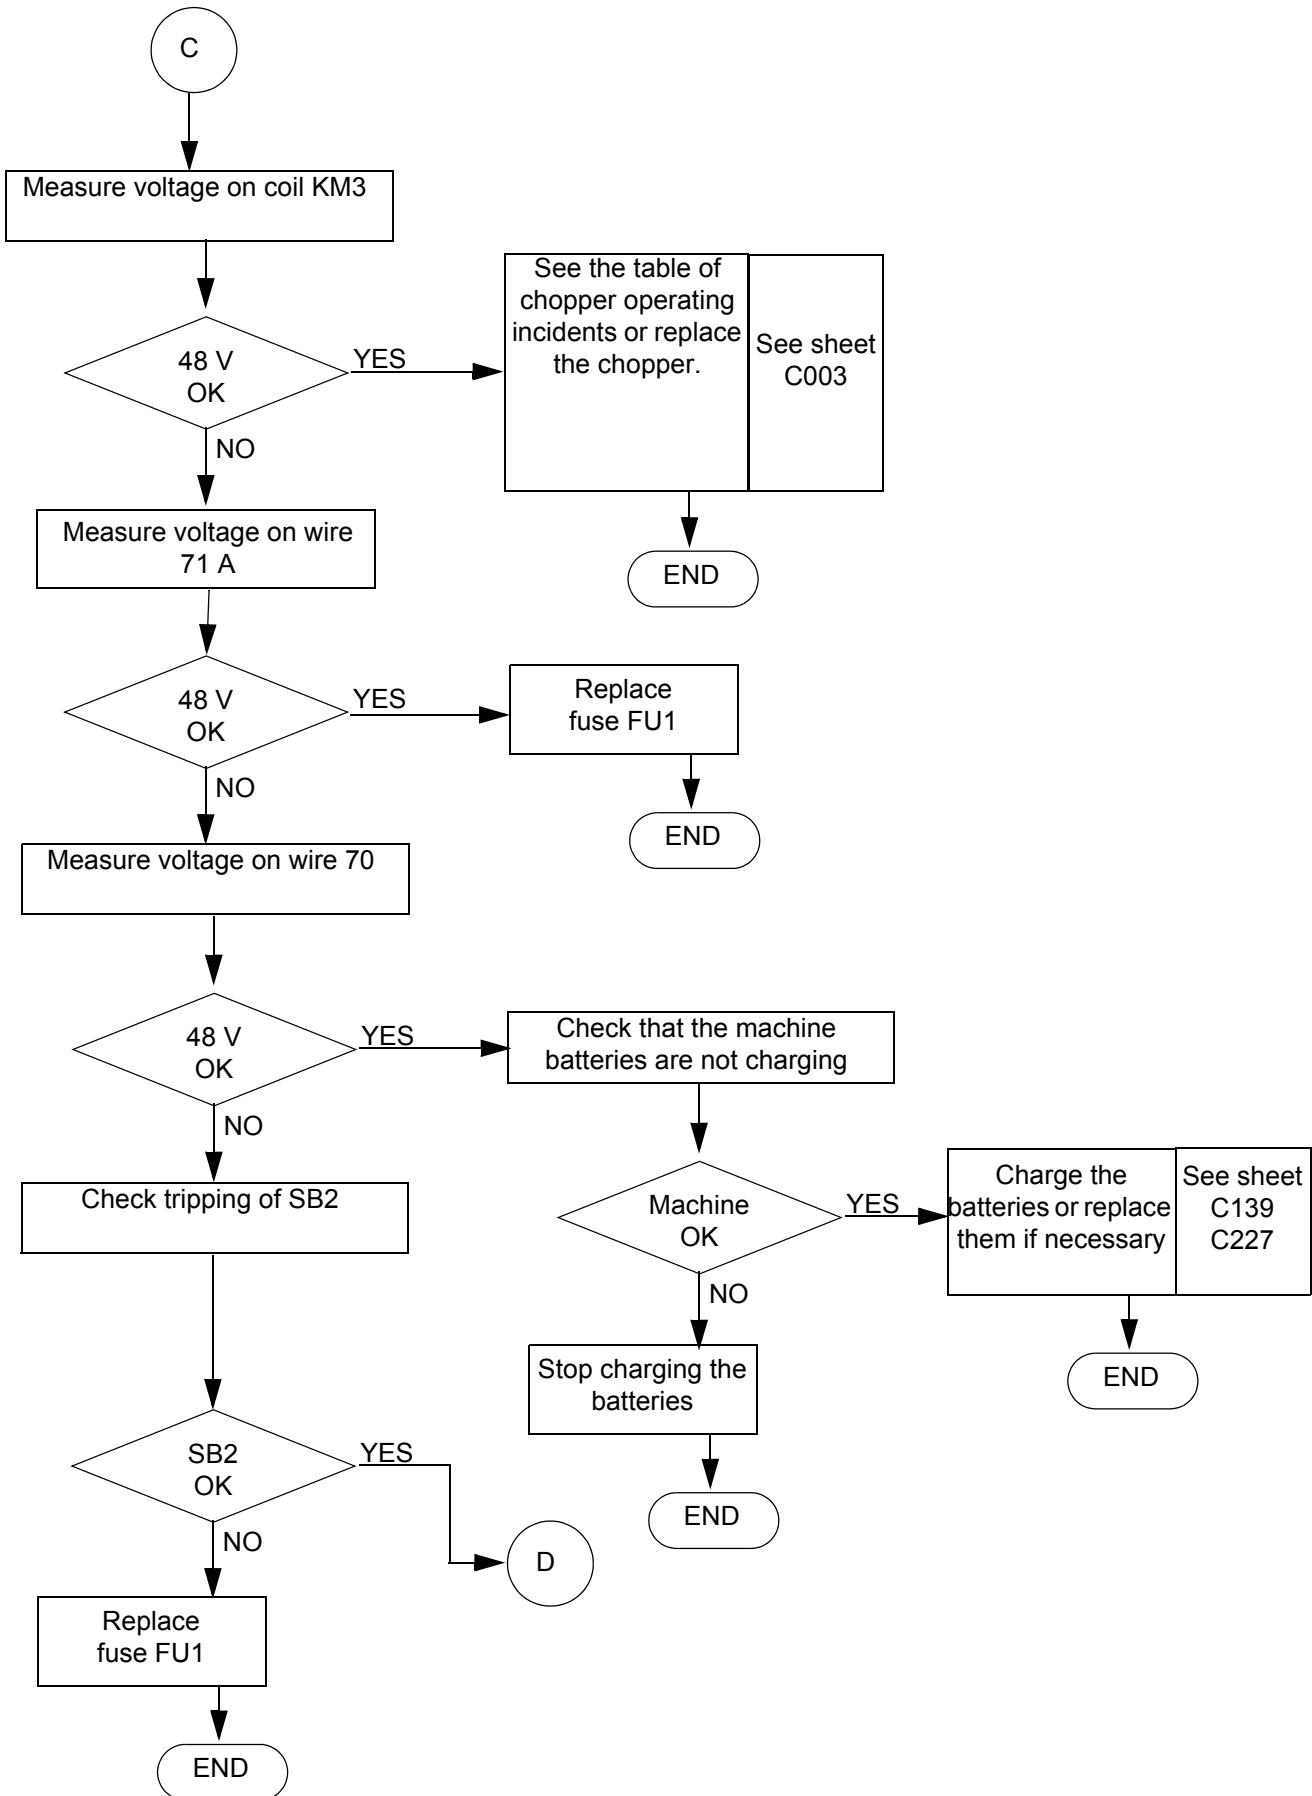 C
Measure voltage on coil KM3
48 V
OK
YES
See the table of
chopper operating
incidents or replace
the chopper.
See sheet
C003
NO
END
Measure voltage on wire
71 A
48 V
OK
YES
Replace
fuse FU1
NO
END
Measure voltage on wire 70
48 V
OK
YES
Check that the machine
batteries are not charging
NO
Check tripping of SB2
Machine
OK
YES
Charge the
batteries or replace
them if necessary
See sheet
C139
C227
NO
END
Stop charging the
batteries
END
SB2
OK
YES
D
NO
Replace
fuse FU1
END